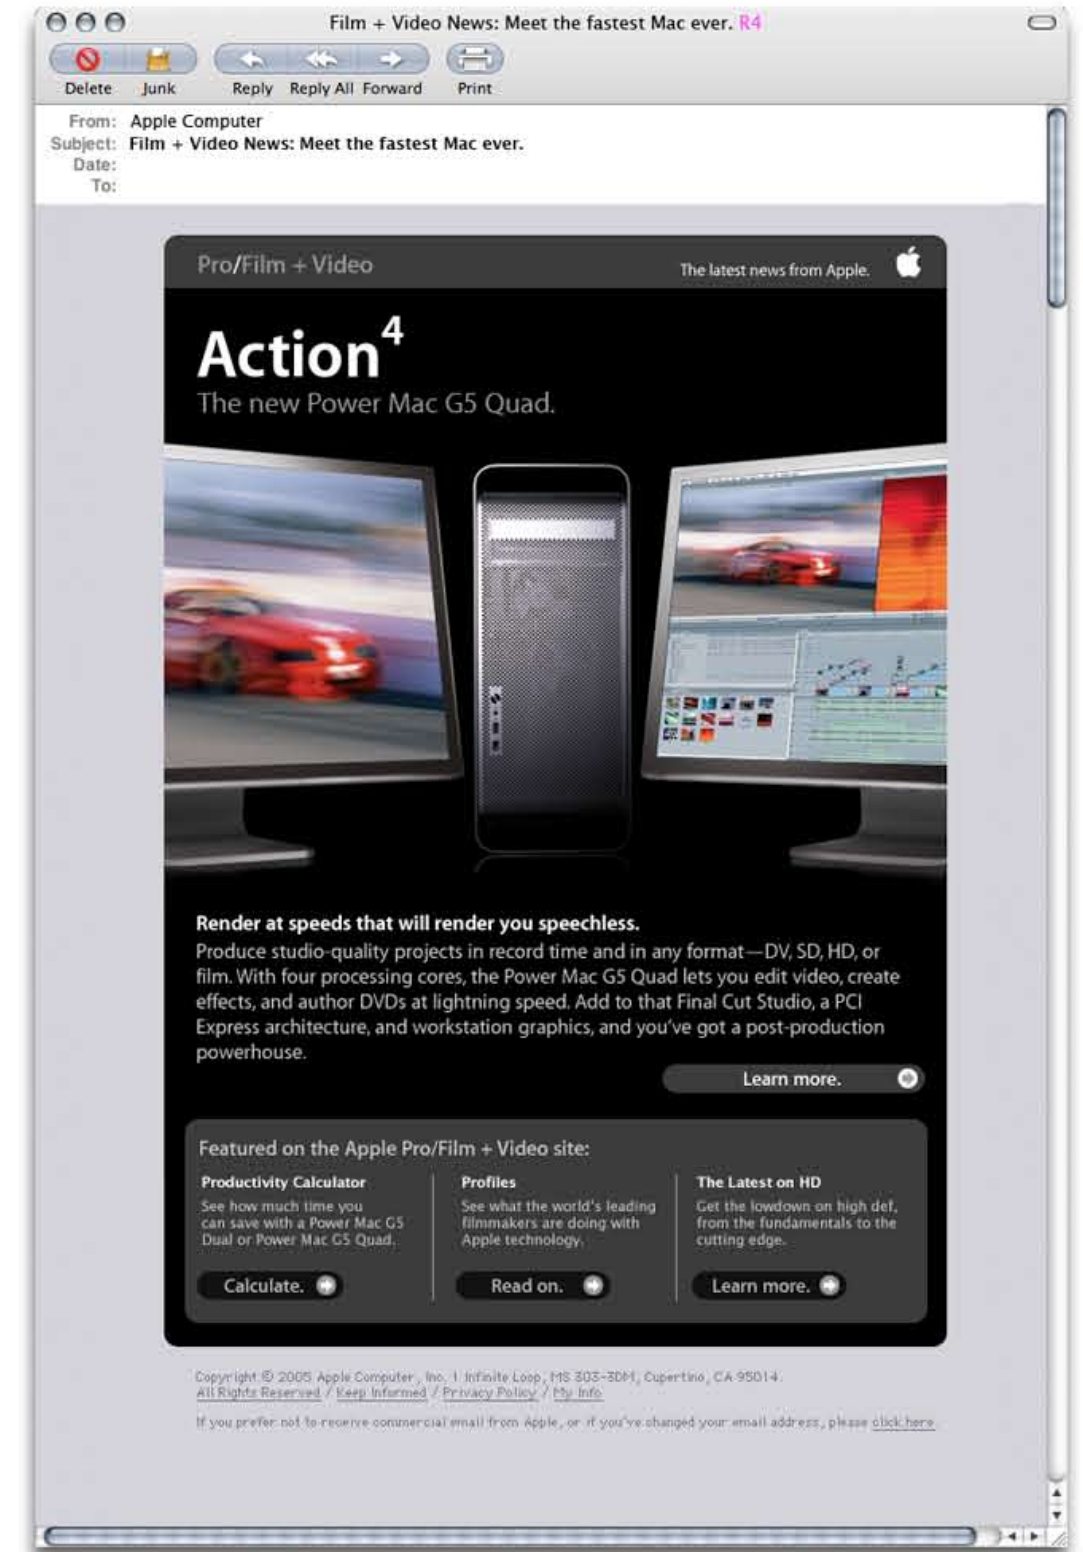 Film + Video News: Meet the fastest Mac ever. R4
Delete Junk Reply Reply All Forward Print
From: Apple Computer
Subject: Film + Video News: Meet the fastest Mac ever.
Date:
To:
Pro/Film + Video
The latest news from Apple.
Action⁴
The new Power Mac G5 Quad.
Render at speeds that will render you speechless.
Produce studio-quality projects in record time and in any format—DV, SD, HD, or
film. With four processing cores, the Power Mac G5 Quad lets you edit video, create
effects, and author DVDs at lightning speed. Add to that Final Cut Studio, a PCI
Express architecture, and workstation graphics, and you've got a post-production
powerhouse.
Learn more.
Featured on the Apple Pro/Film + Video site:
Productivity Calculator
See how much time you
can save with a Power Mac G5
Dual or Power Mac G5 Quad.
Calculate.
Profiles
See what the world's leading
filmmakers are doing with
Apple technology.
Read on.
The Latest on HD
Get the lowdown on high def,
from the fundamentals to the
cutting edge.
Learn more.
Copyright © 2005 Apple Computer, Inc. 1 Infinite Loop, MS 303-3DM, Cupertino, CA 95014.
All Rights Reserved / Keep Informed / Privacy Policy / My Info
If you prefer not to receive commercial email from Apple, or if you've changed your email address, please click here